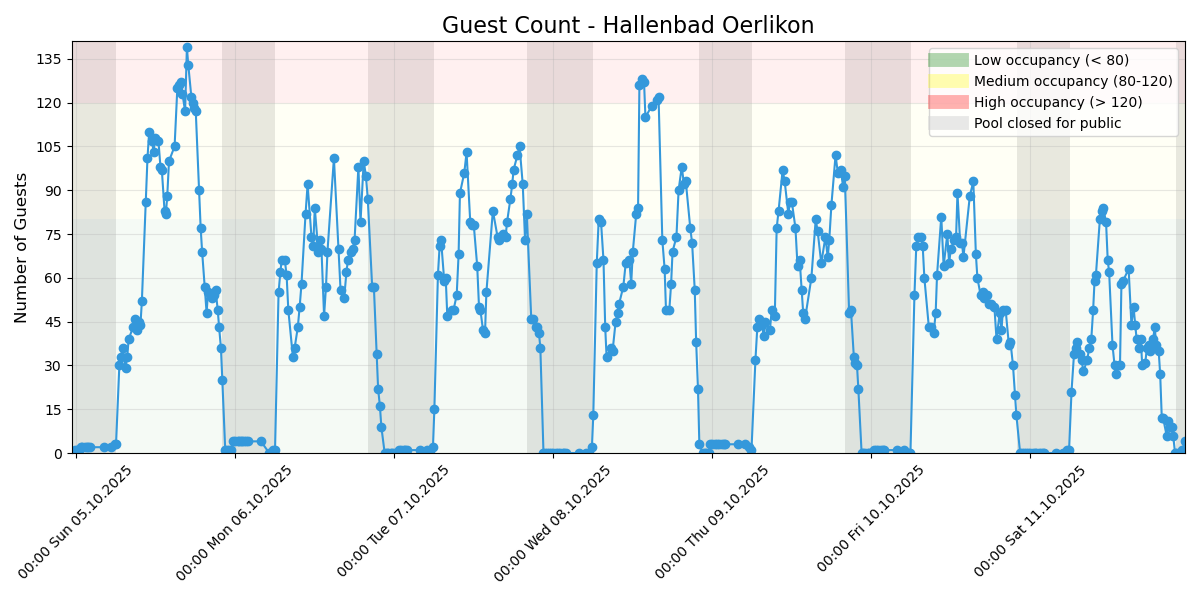 Guest Count - Hallenbad Oerlikon
Number of Guests
135
120
105
90
75
60
45
30
15
0
Low occupancy (< 80)
Medium occupancy (80-120)
High occupancy (> 120)
Pool closed for public
00:00 Sun 05.10.2025
00:00 Mon 06.10.2025
00:00 Tue 07.10.2025
00:00 Wed 08.10.2025
00:00 Thu 09.10.2025
00:00 Fri 10.10.2025
00:00 Sat 11.10.2025